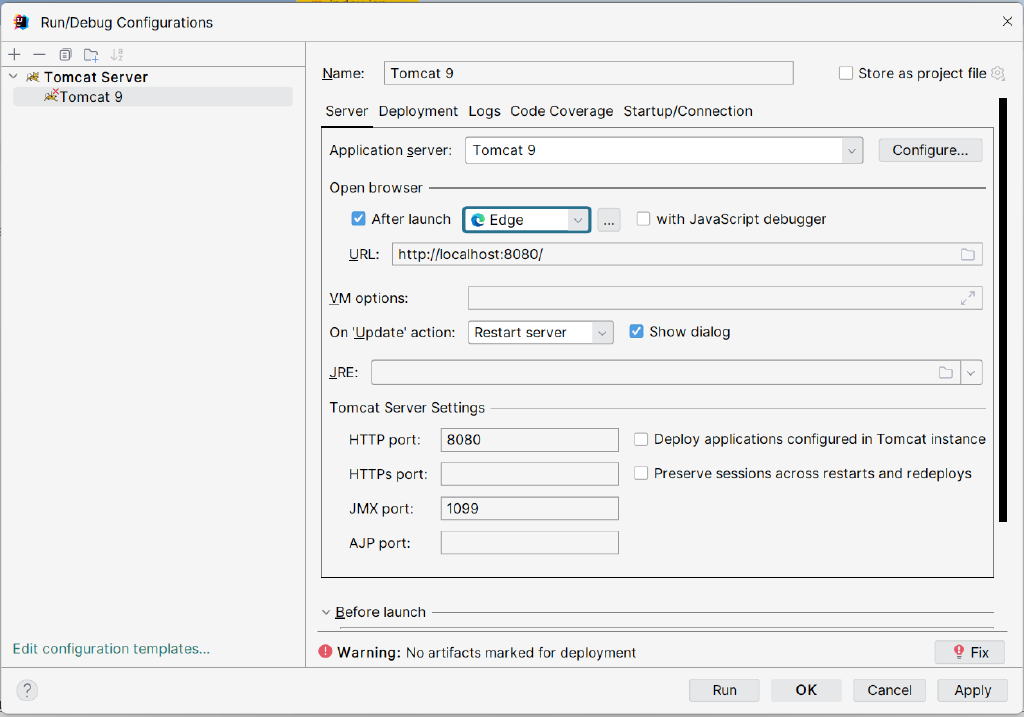 Run/Debug Configurations
Tomcat Server
Tomcat 9
Name: Tomcat 9 Store as project file
Server Deployment Logs Code Coverage Startup/Connection
Application server: Tomcat 9 Configure...
Open browser
After launch Edge ... with JavaScript debugger
URL: http://localhost:8080/
VM options:
On 'Update' action: Restart server Show dialog
JRE:
Tomcat Server Settings
HTTP port: 8080 Deploy applications configured in Tomcat instance
HTTPs port: Preserve sessions across restarts and redeploys
JMX port: 1099
AJP port:
Before launch
Edit configuration templates...
Warning: No artifacts marked for deployment Fix
? Run OK Cancel Apply